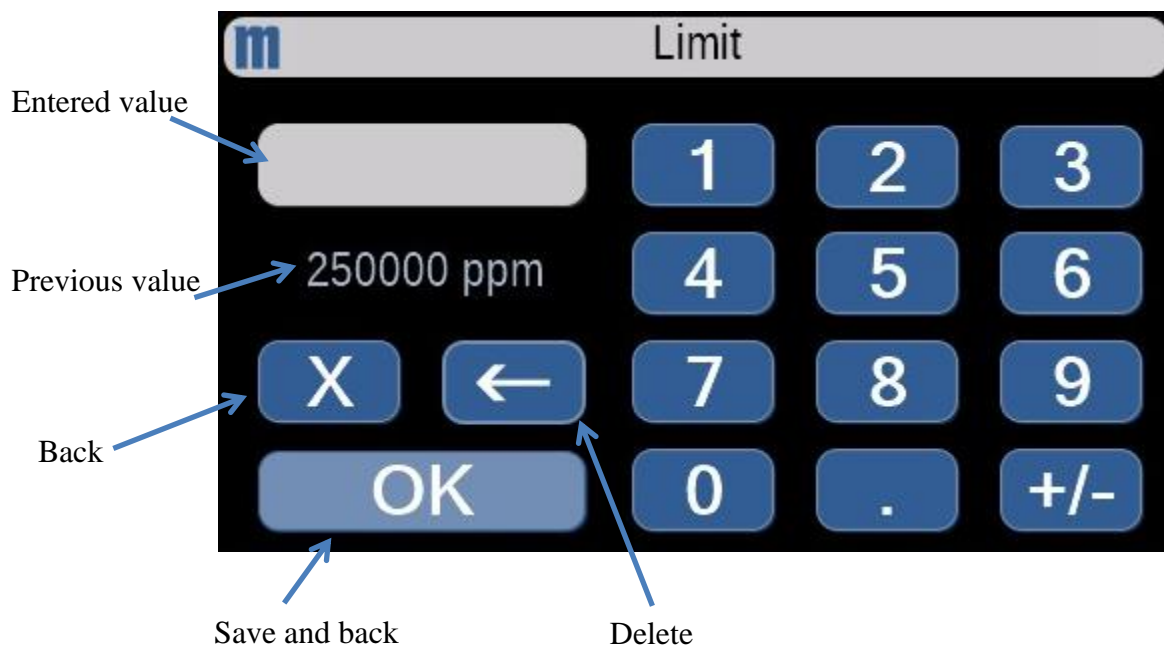 m Limit
Entered value
1 2 3
Previous value
250000 ppm
4 5 6
X ← 7 8 9
Back
OK 0 . +/-
Save and back
Delete